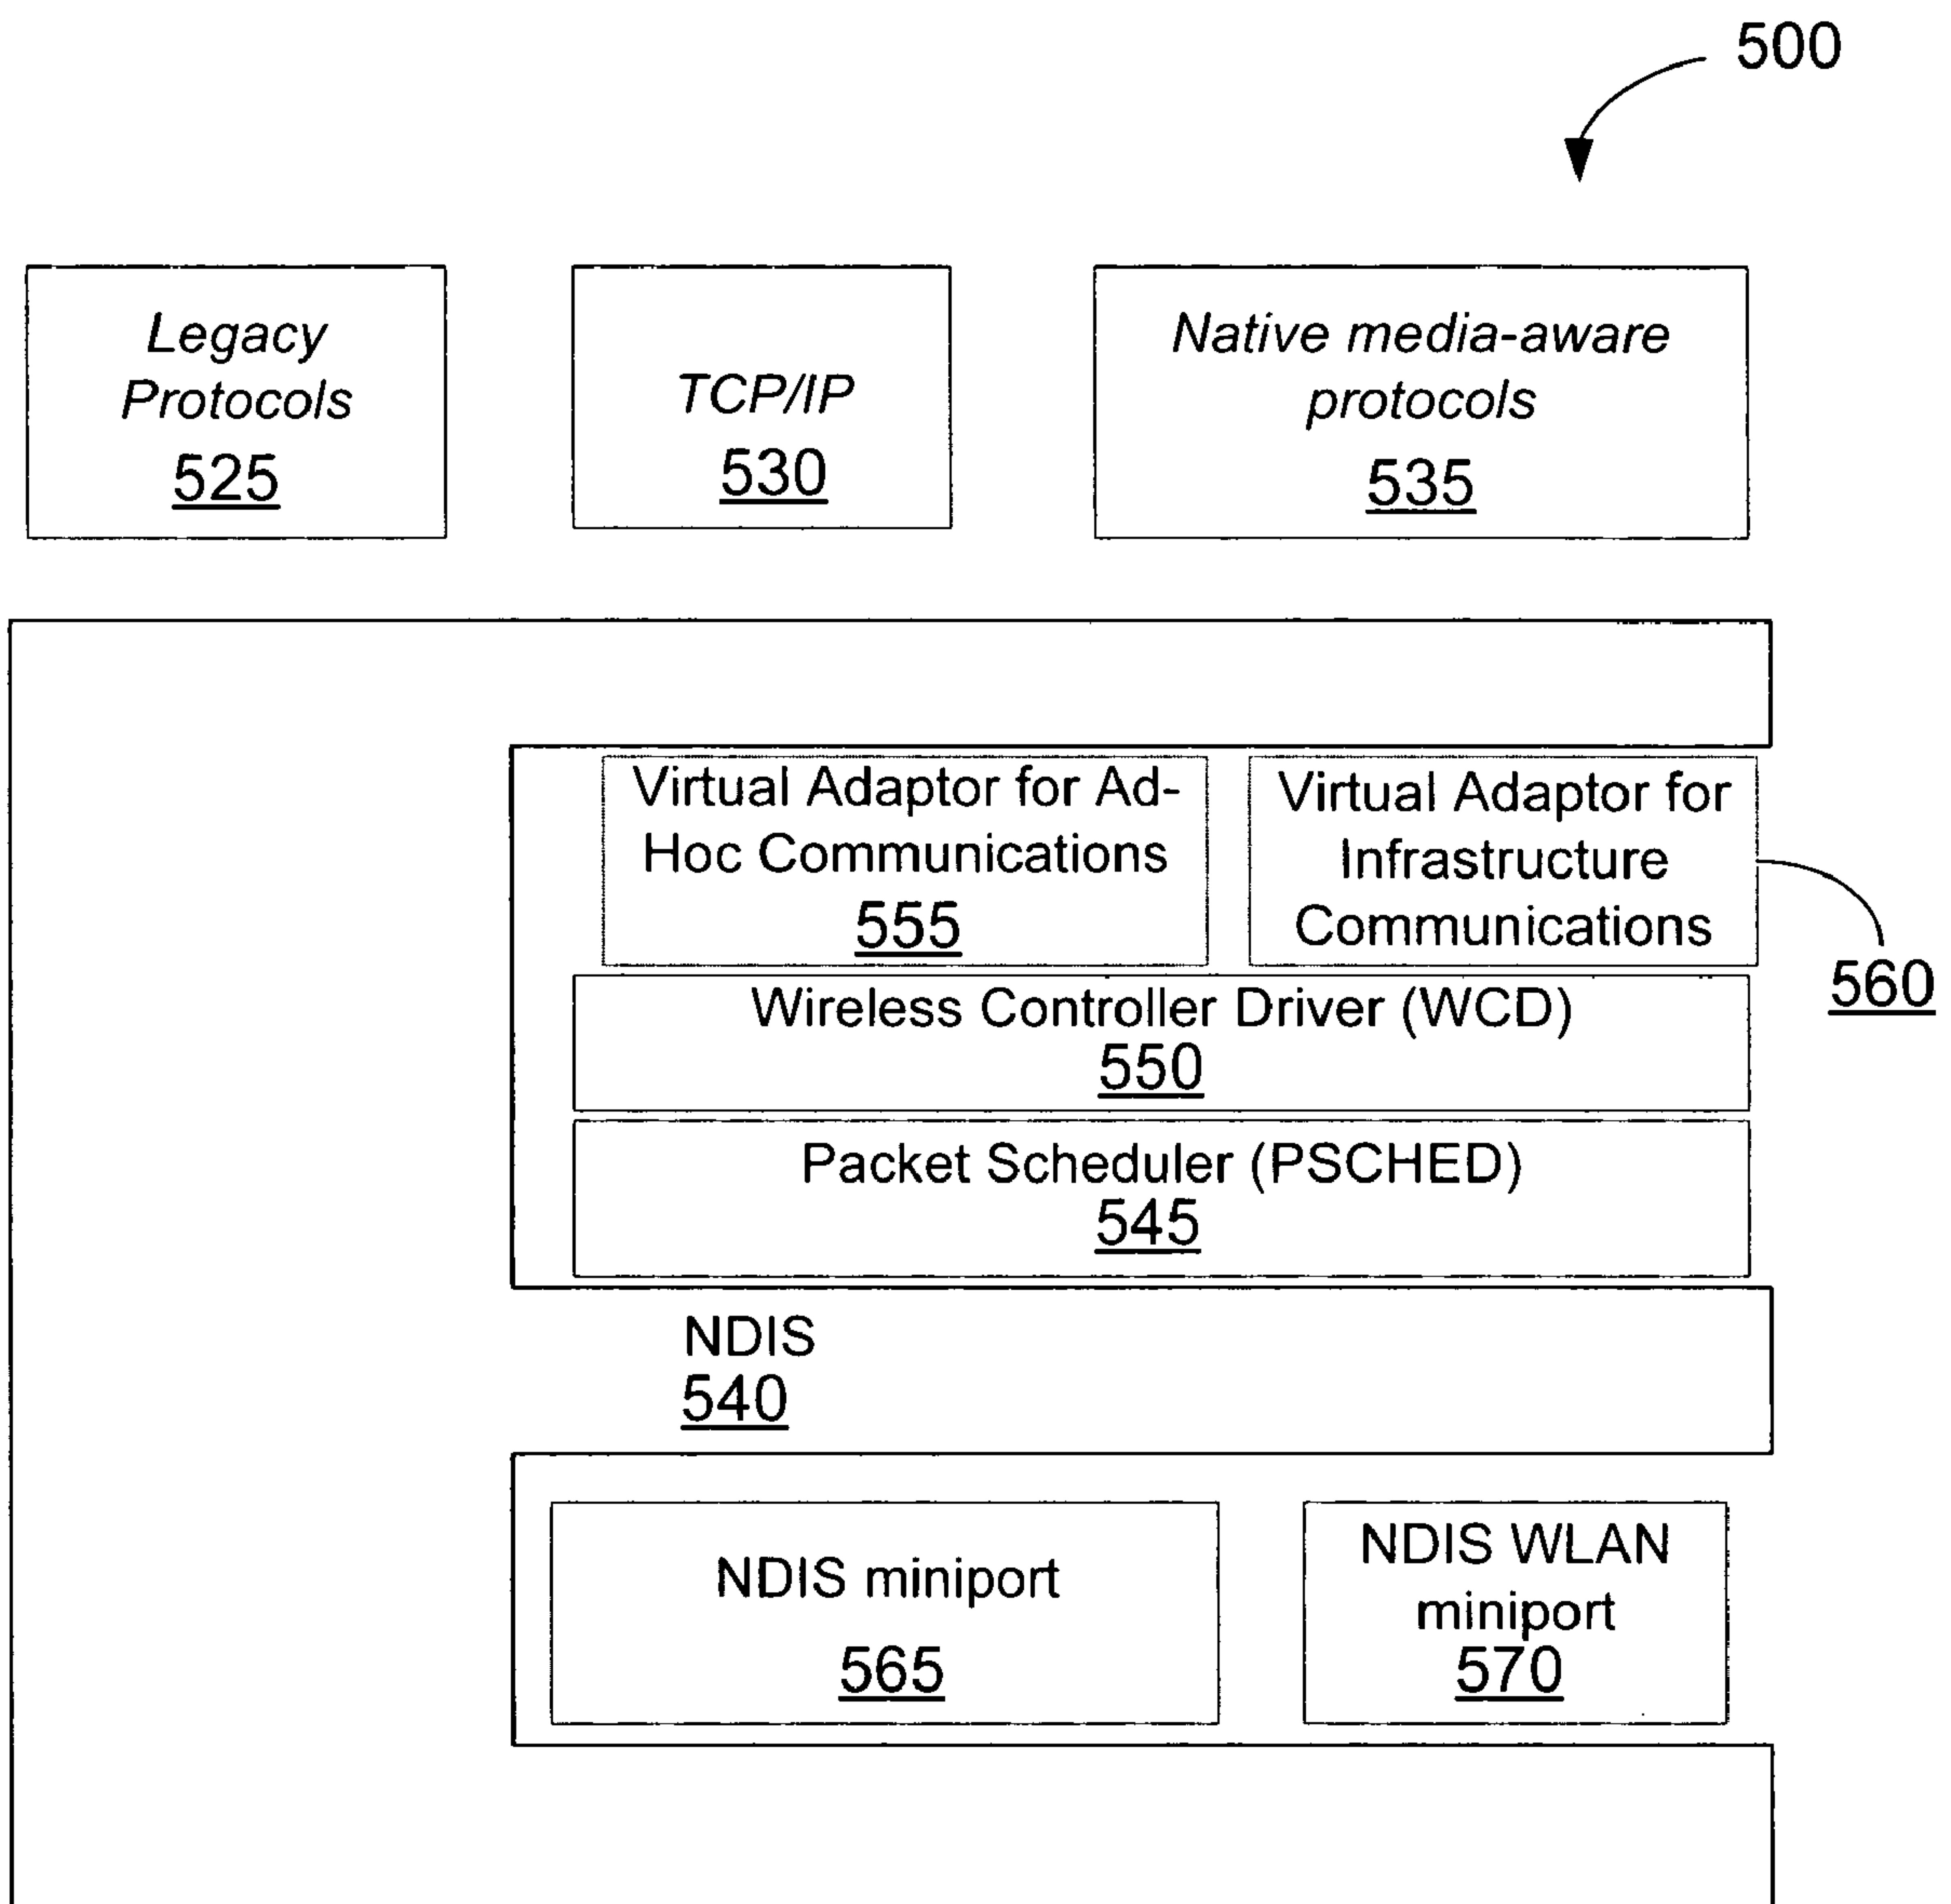 500
Legacy
Protocols
525
TCP/IP
530
Native media-aware
protocols
535
Virtual Adaptor for Ad-
Hoc Communications
555
Virtual Adaptor for
Infrastructure
Communications
560
Wireless Controller Driver (WCD)
550
Packet Scheduler (PSCHED)
545
NDIS
540
NDIS miniport
565
NDIS WLAN
miniport
570